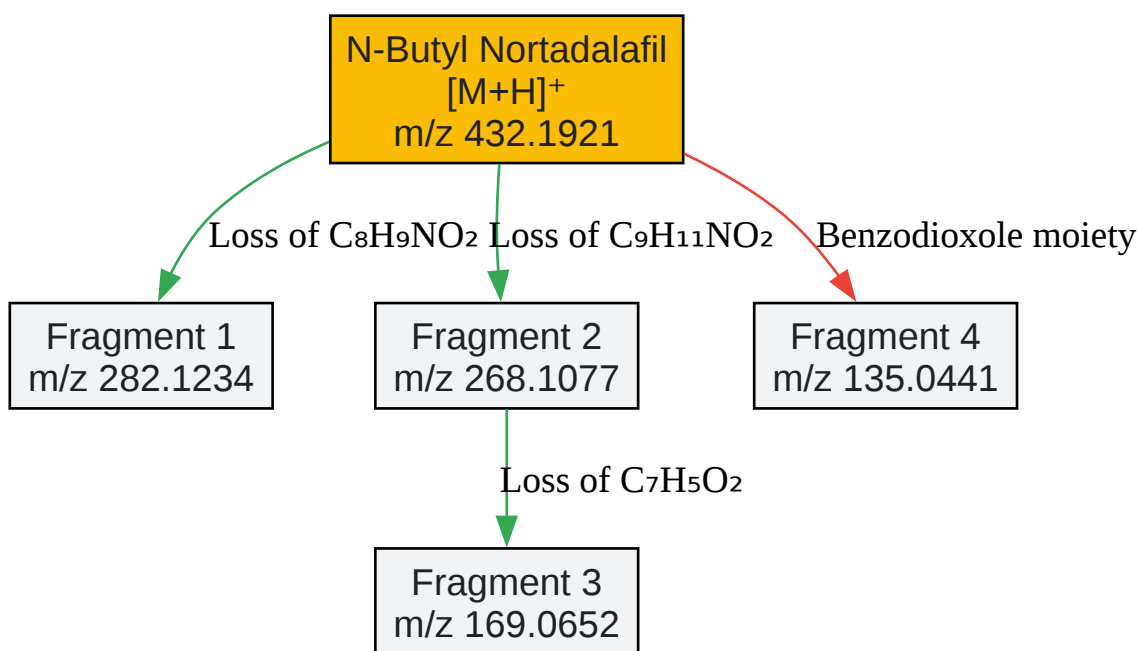 N-Butyl Nortadalafil
[M+H]⁺
m/z 432.1921
Loss of C₈H₉NO₂
Loss of C₉H₁₁NO₂
Benzodioxole moiety
Fragment 1
m/z 282.1234
Fragment 2
m/z 268.1077
Fragment 4
m/z 135.0441
Loss of C₇H₅O₂
Fragment 3
m/z 169.0652